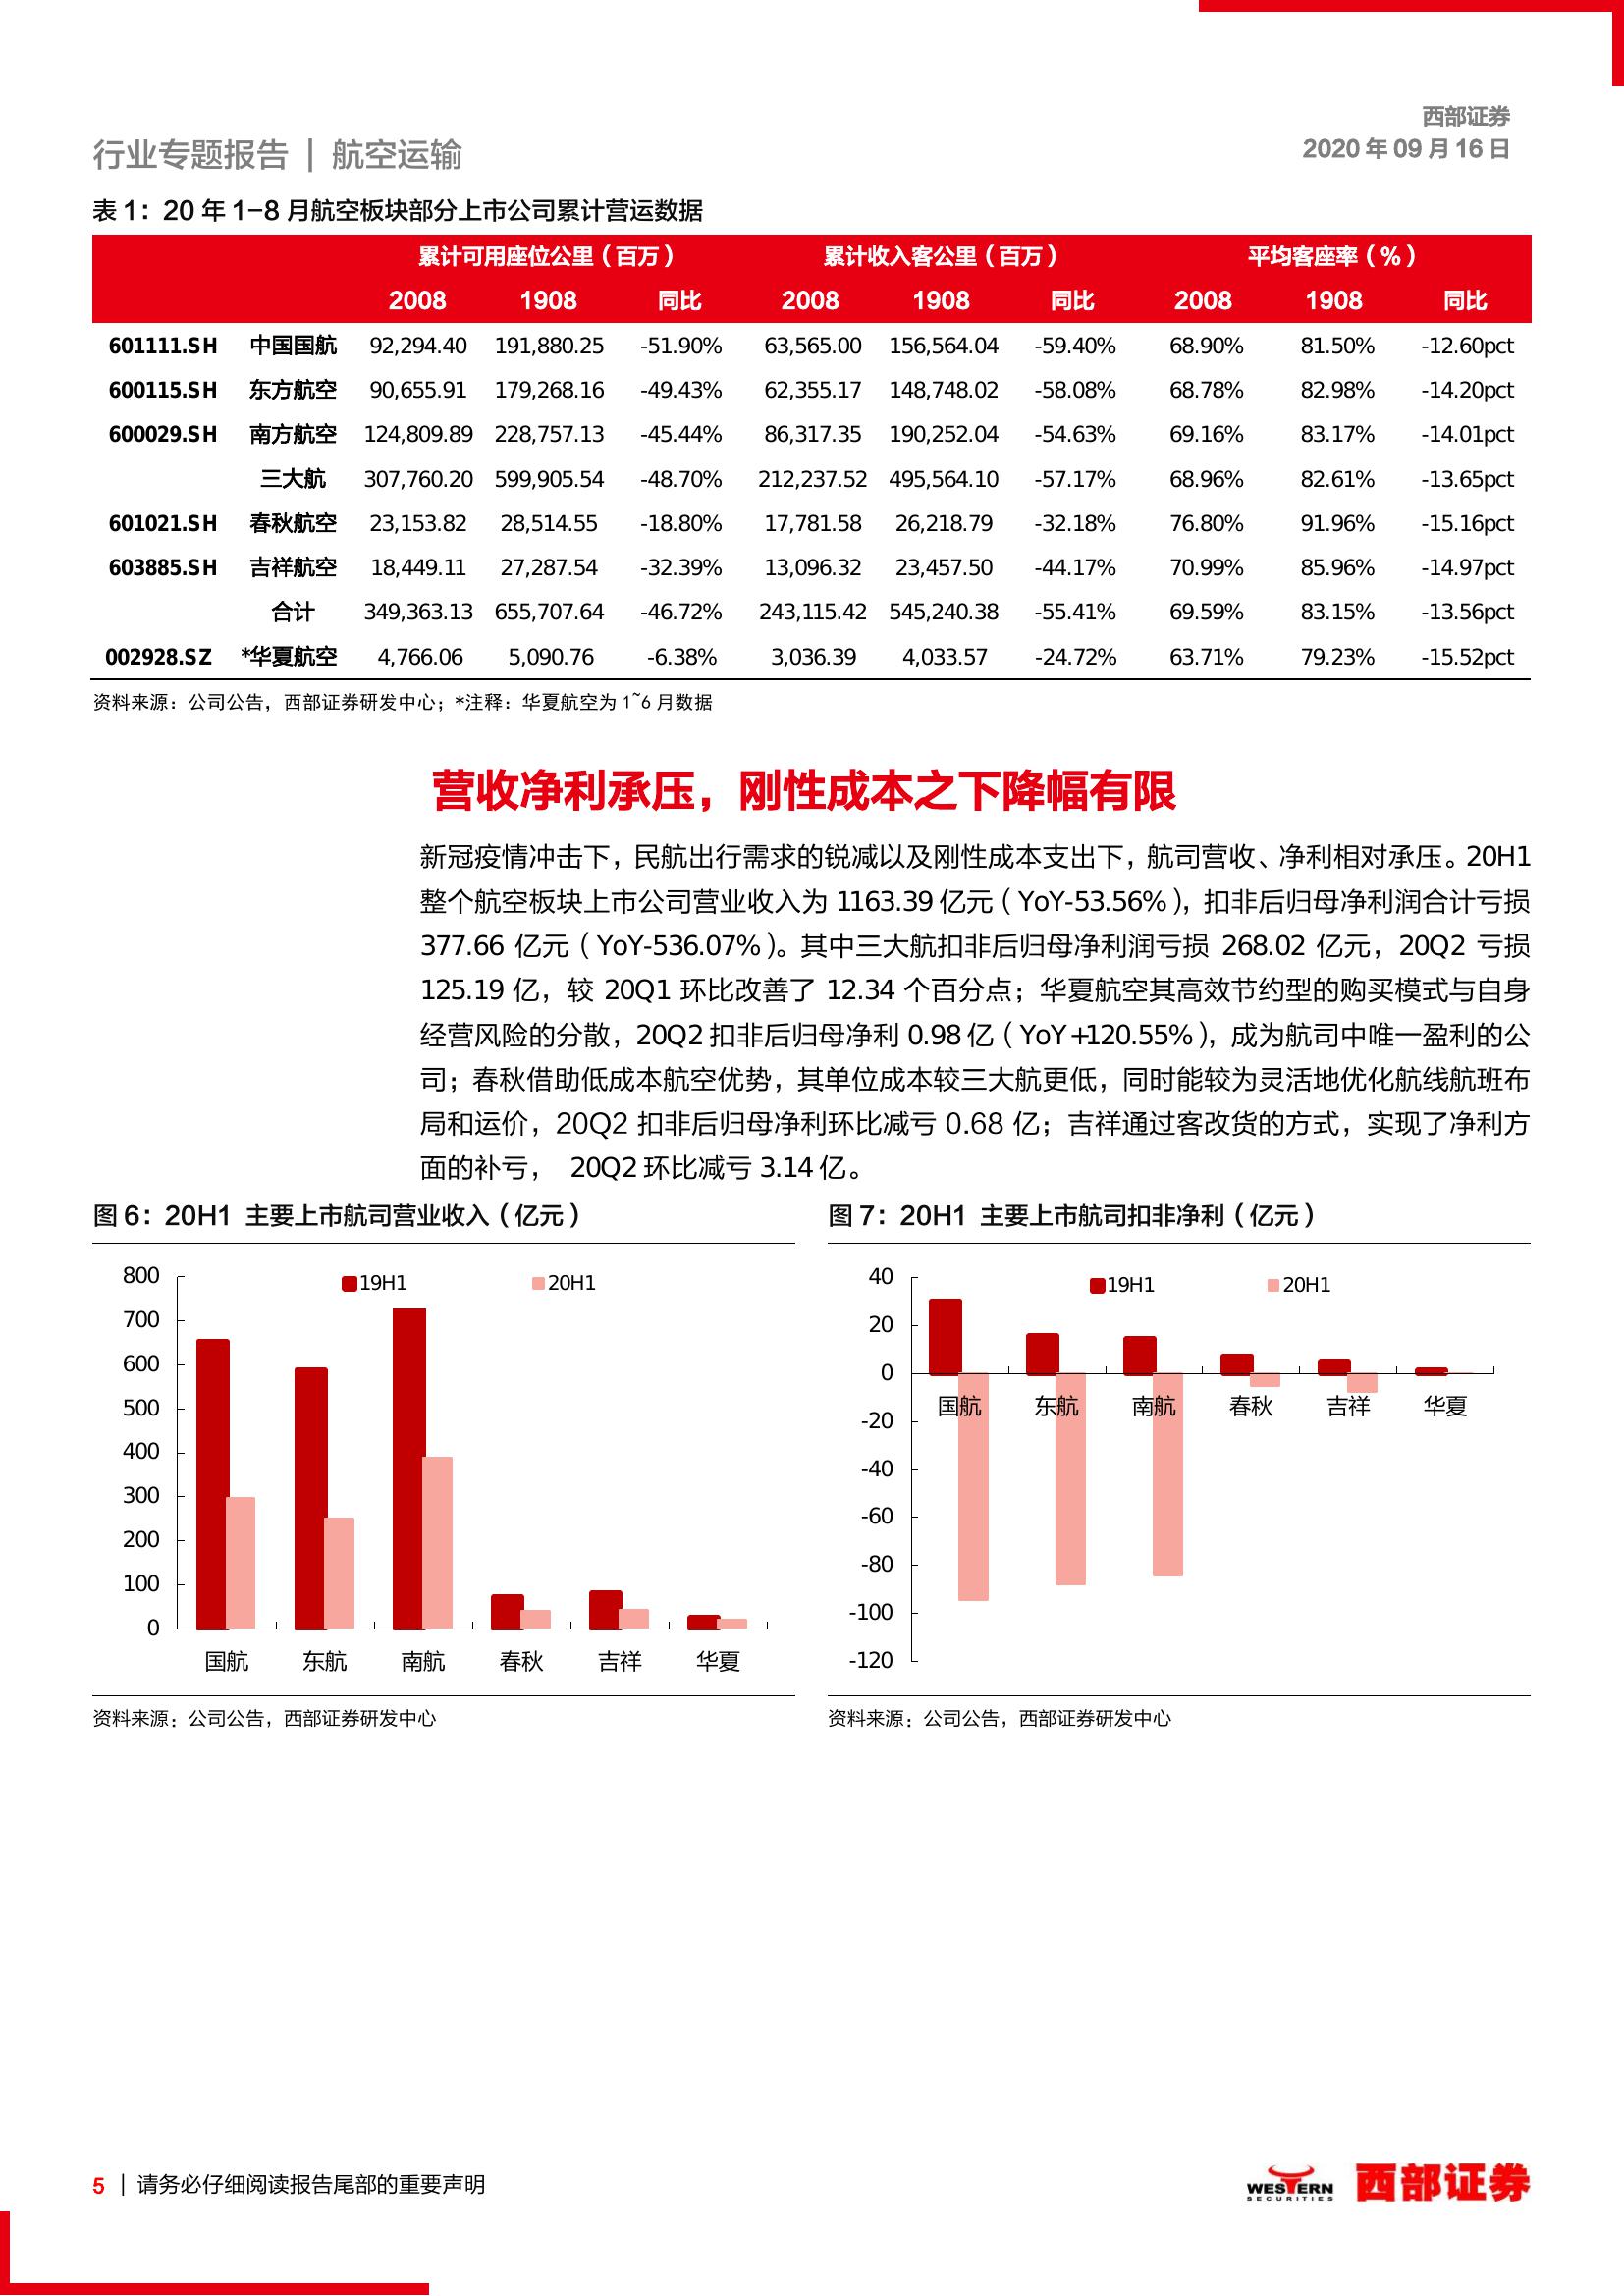 西部证券
行业专题报告 | 航空运输
2020 年 09 月 16 日
表 1：20 年 1-8 月航空板块部分上市公司累计营运数据
累计可用座位公里（百万） 累计收入客公里（百万） 平均客座率（%）
2008 1908 同比 2008 1908 同比 2008 1908 同比
601111.SH 中国国航 92,294.40 191,880.25 -51.90% 63,565.00 156,564.04 -59.40% 68.90% 81.50% -12.60pct
600115.SH 东方航空 90,655.91 179,268.16 -49.43% 62,355.17 148,748.02 -58.08% 68.78% 82.98% -14.20pct
600029.SH 南方航空 124,809.89 228,757.13 -45.44% 86,317.35 190,252.04 -54.63% 69.16% 83.17% -14.01pct
三大航 307,760.20 599,905.54 -48.70% 212,237.52 495,564.10 -57.17% 68.96% 82.61% -13.65pct
601021.SH 春秋航空 23,153.82 28,514.55 -18.80% 17,781.58 26,218.79 -32.18% 76.80% 91.96% -15.16pct
603885.SH 吉祥航空 18,449.11 27,287.54 -32.39% 13,096.32 23,457.50 -44.17% 70.99% 85.96% -14.97pct
合计 349,363.13 655,707.64 -46.72% 243,115.42 545,240.38 -55.41% 69.59% 83.15% -13.56pct
002928.SZ *华夏航空 4,766.06 5,090.76 -6.38% 3,036.39 4,033.57 -24.72% 63.71% 79.23% -15.52pct
资料来源：公司公告，西部证券研发中心；*注释：华夏航空为 1~6 月数据
营收净利承压，刚性成本之下降幅有限
新冠疫情冲击下，民航出行需求的锐减以及刚性成本支出下，航司营收、净利相对承压。20H1
整个航空板块上市公司营业收入为 1163.39 亿元（YoY-53.56%），扣非后归母净利润合计亏损
377.66 亿元（YoY-536.07%）。其中三大航扣非后归母净利润亏损 268.02 亿元，20Q2 亏损
125.19 亿，较 20Q1 环比改善了 12.34 个百分点；华夏航空其高效节约型的购买模式与自身
经营风险的分散，20Q2 扣非后归母净利 0.98 亿（YoY+120.55%），成为航司中唯一盈利的公
司；春秋借助低成本航空优势，其单位成本较三大航更低，同时能较为灵活地优化航线航班布
局和运价，20Q2 扣非后归母净利环比减亏 0.68 亿；吉祥通过客改货的方式，实现了净利方
面的补亏， 20Q2 环比减亏 3.14 亿。
图 6：20H1 主要上市航司营业收入（亿元）
19H1 20H1
800
700
600
500
400
300
200
100
0
国航 东航 南航 春秋 吉祥 华夏
资料来源：公司公告，西部证券研发中心
图 7：20H1 主要上市航司扣非净利（亿元）
19H1 20H1
40
20
0
-20
-40
-60
-80
-100
-120
国航 东航 南航 春秋 吉祥 华夏
资料来源：公司公告，西部证券研发中心
5 | 请务必仔细阅读报告尾部的重要声明
WESTERN
SECURITIES
西部证券